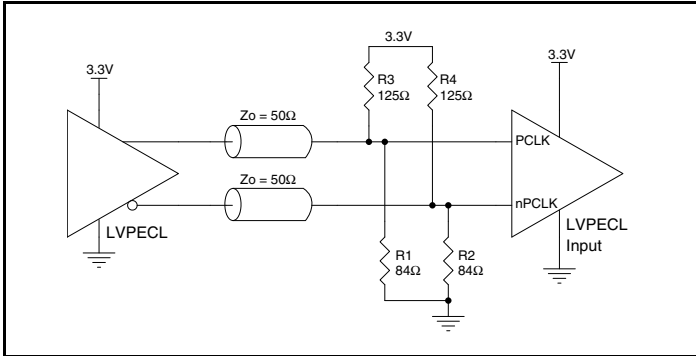 3.3V
3.3V
3.3V
R3
125Ω
R4
125Ω
Zo = 50Ω
PCLK
Zo = 50Ω
nPCLK
LVPECL
LVPECL
Input
R1
84Ω
R2
84Ω